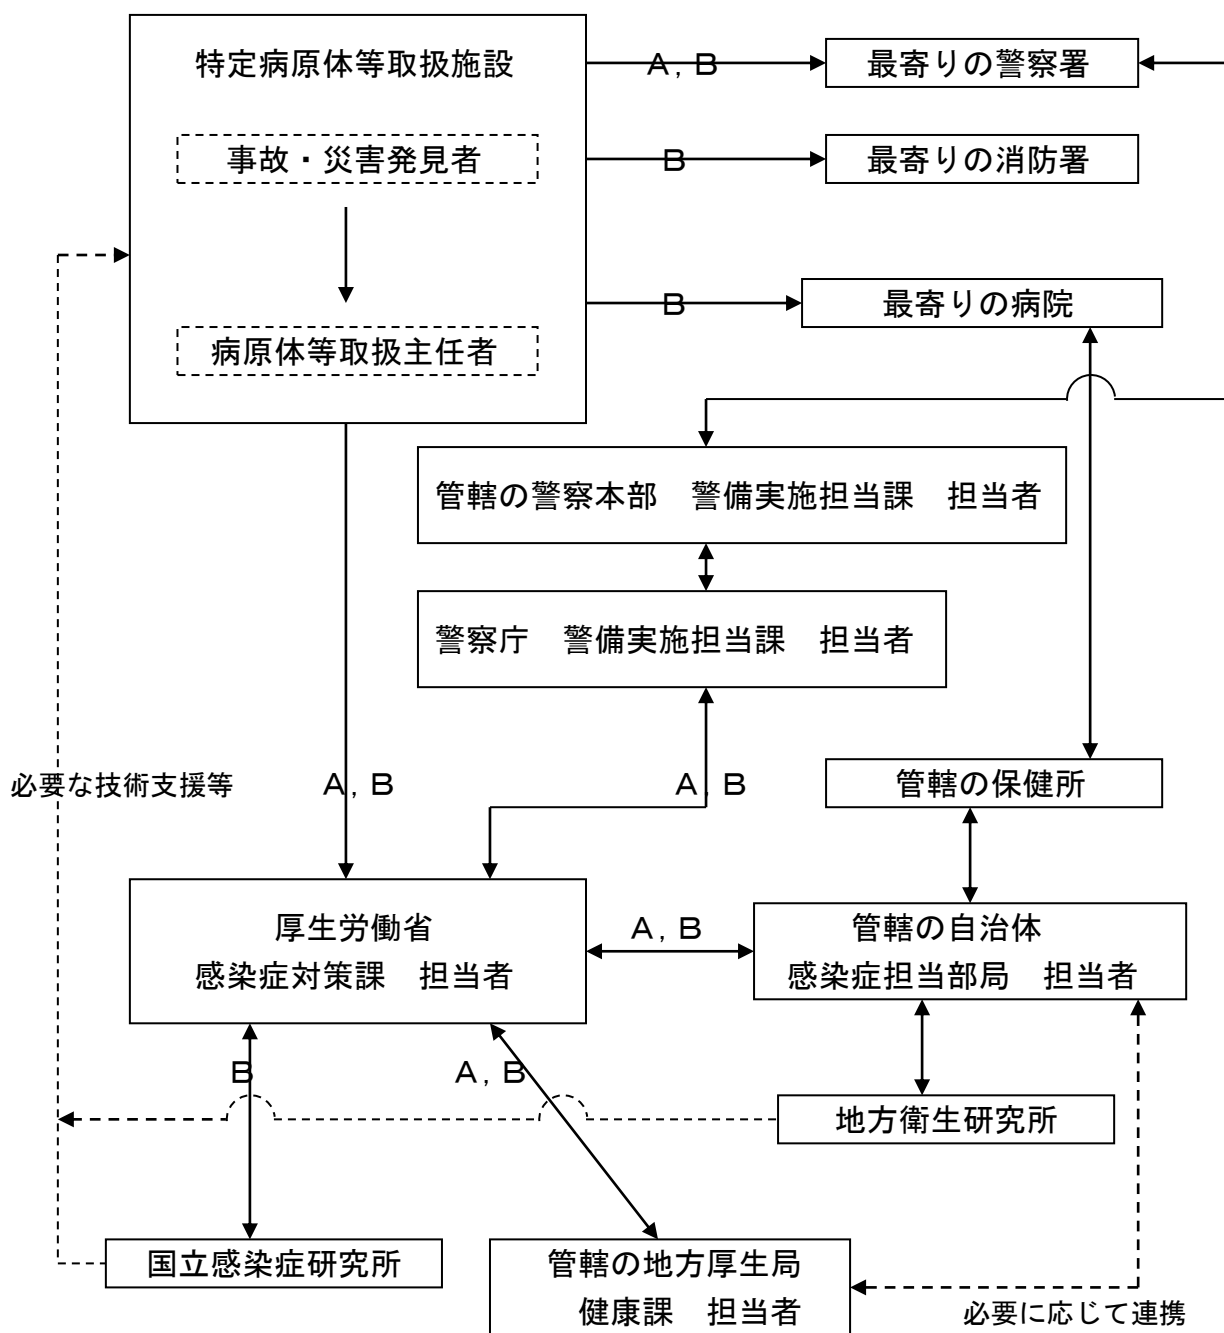 特定病原体等取扱施設
A，B
最寄りの警察署
事故・災害発見者
B
最寄りの消防署
B
最寄りの病院
病原体等取扱主任者
管轄の警察本部　警備実施担当課　担当者
警察庁　警備実施担当課　担当者
必要な技術支援等
A，B
A，B
管轄の保健所
厚生労働省
感染症対策課　担当者
A，B
管轄の自治体
感染症担当部局　担当者
B
A，B
地方衛生研究所
国立感染症研究所
管轄の地方厚生局
健康課　担当者
必要に応じて連携